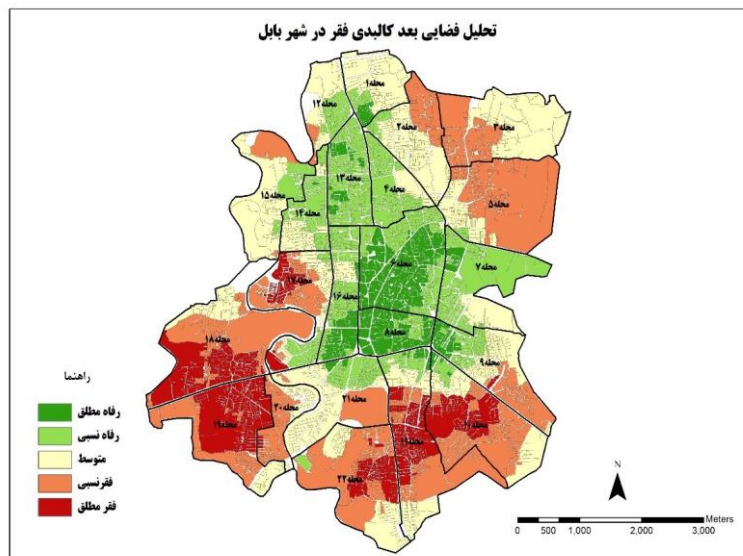 تحلیل فضایی بعد کالبدی فقر در شهر بابل
محله۱
محله۱۲
محله۲
محله۳
محله۱۳
محله۴
محله۵
محله۱۵
محله۱۴
محله۶
محله۷
محله۱۷
محله۱۶
محله۸
محله۱۸
محله۹
محله۲۰
محله۲۱
محله۱۹
محله۱۰
محله۱۱
محله۲۲
راهنما
رفاه مطلق
رفاه نسبی
متوسط
فقرنسبی
فقر مطلق
N
Meters
0 500 1,000 2,000 3,000